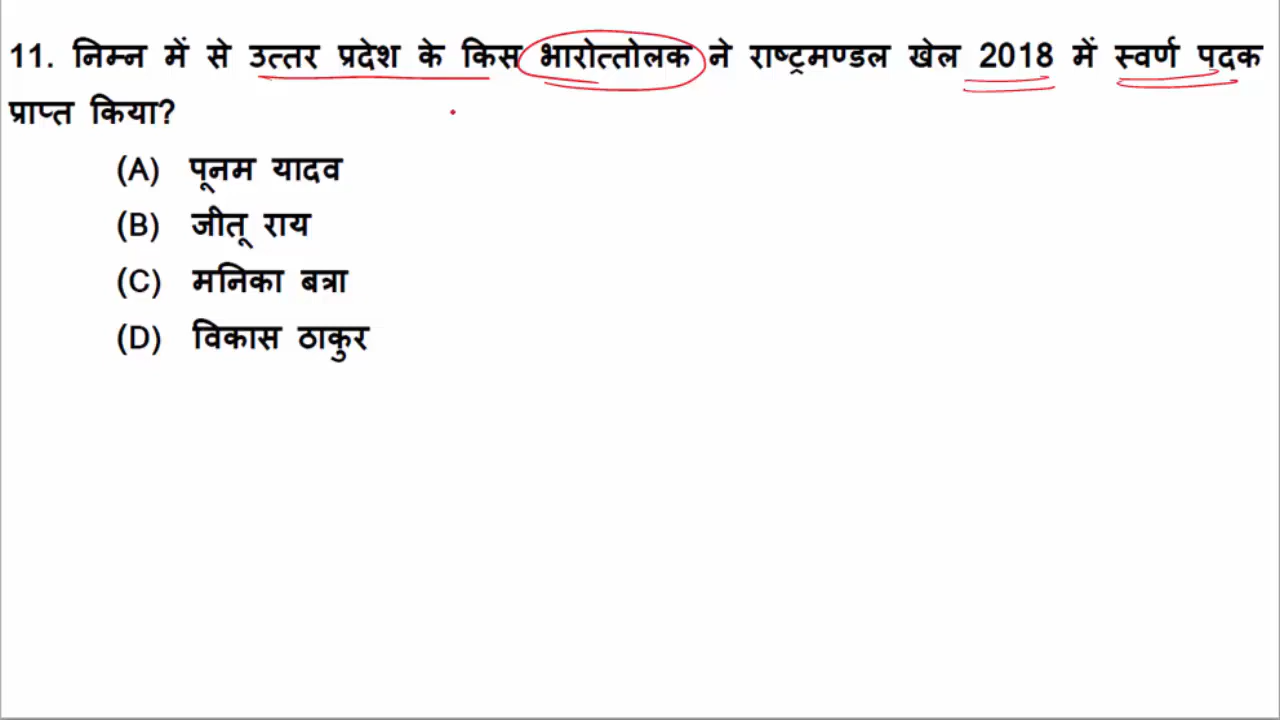 11. निम्न में से उत्तर प्रदेश के किस भारोत्तोलक ने राष्ट्रमण्डल खेल 2018 में स्वर्ण पदक
प्राप्त किया?
(A) पूनम यादव
(B) जीतू राय
(C) मनिका बत्रा
(D) विकास ठाकुर